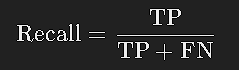 Recall = TP / (TP + FN)